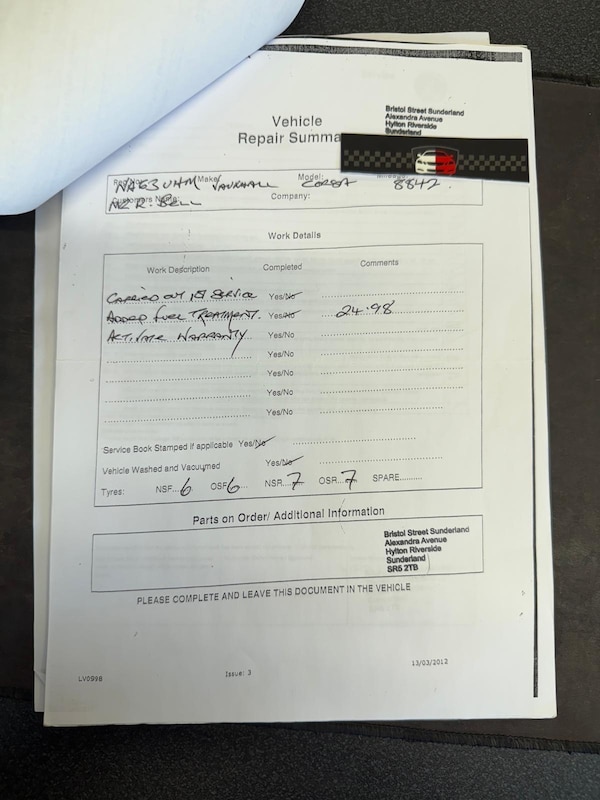 Vehicle
Repair Summa
Bristol Street Sunderland
Alexandra Avenue
Hylton Riverside
Sunderland
Make: Model: Mileage
NA63UHM VAUXHALL CORSA 8842.
Customers Name: Company:
MR R. BELL
Work Details
Work Description Completed Comments
CARRIED OUT 1ST SERVICE Yes/No
ADDED FUEL TREATMENT. Yes/No 24.98
ACTIVATE WARRANTY Yes/No
Yes/No
Yes/No
Yes/No
Yes/No
Service Book Stamped if applicable Yes/No
Vehicle Washed and Vacuymed Yes/No
Tyres: NSF...6 OSF...6 NSR...7 OSR...7 SPARE..........
Parts on Order/ Additional Information
Bristol Street Sunderland
Alexandra Avenue
Hylton Riverside
Sunderland
SR5 2TB
PLEASE COMPLETE AND LEAVE THIS DOCUMENT IN THE VEHICLE
LV0998 Issue: 3 13/03/2012